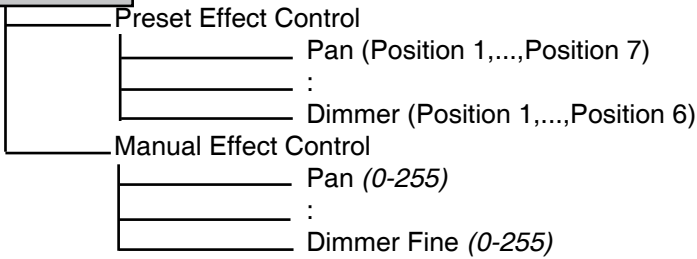 Preset Effect Control
Pan (Position 1,...,Position 7)
:
Dimmer (Position 1,...,Position 6)
Manual Effect Control
Pan (0-255)
:
Dimmer Fine (0-255)